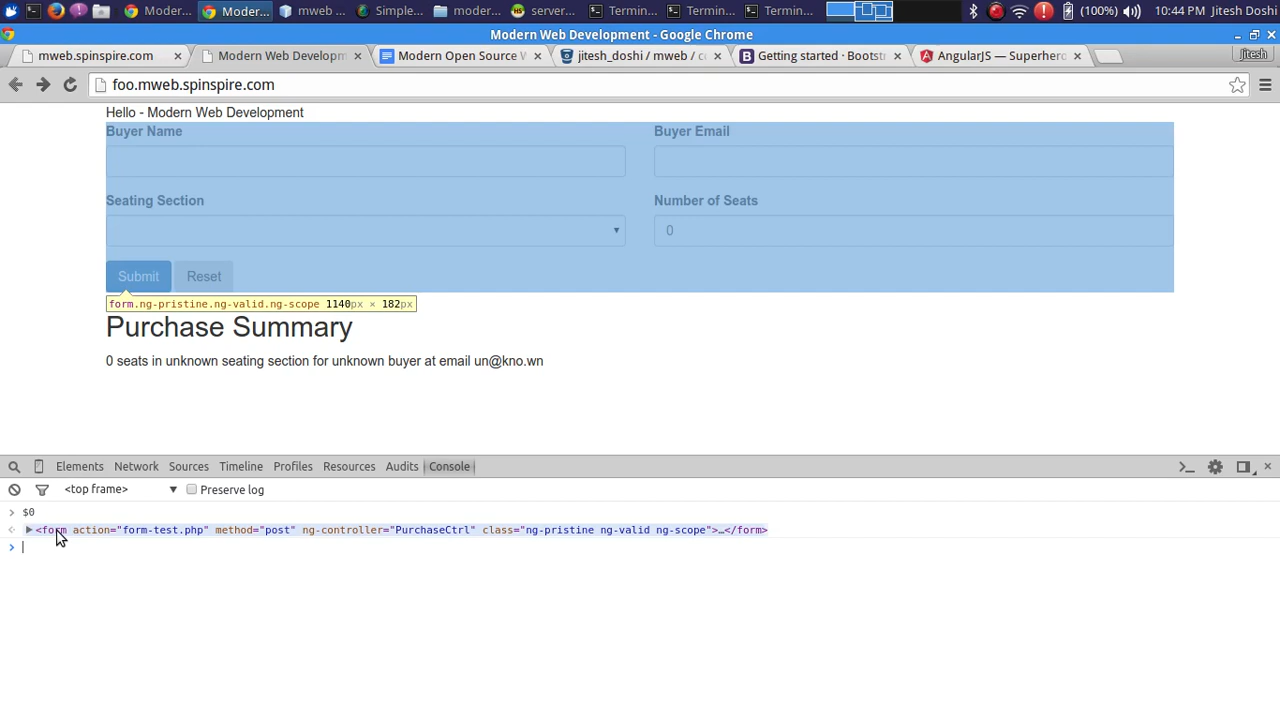 Moder...
Moder...
mweb ...
Simple...
moder...
server...
Termin...
Termin...
Termin...
(100%)
10:44 PM Jitesh Doshi
Modern Web Development - Google Chrome
mweb.spinspire.com
Modern Web Developm
Modern Open Source W
jitesh_doshi / mweb / c
Getting started · Bootst
AngularJS — Superhero
Jitesh
foo.mweb.spinspire.com
Hello - Modern Web Development
Buyer Name
Buyer Email
Seating Section
Number of Seats
0
Submit
Reset
form.ng-pristine.ng-valid.ng-scope 1140px × 182px
Purchase Summary
0 seats in unknown seating section for unknown buyer at email un@kno.wn
Elements Network Sources Timeline Profiles Resources Audits Console
<top frame>
Preserve log
$0
<form action="form-test.php" method="post" ng-controller="PurchaseCtrl" class="ng-pristine ng-valid ng-scope">…</form>